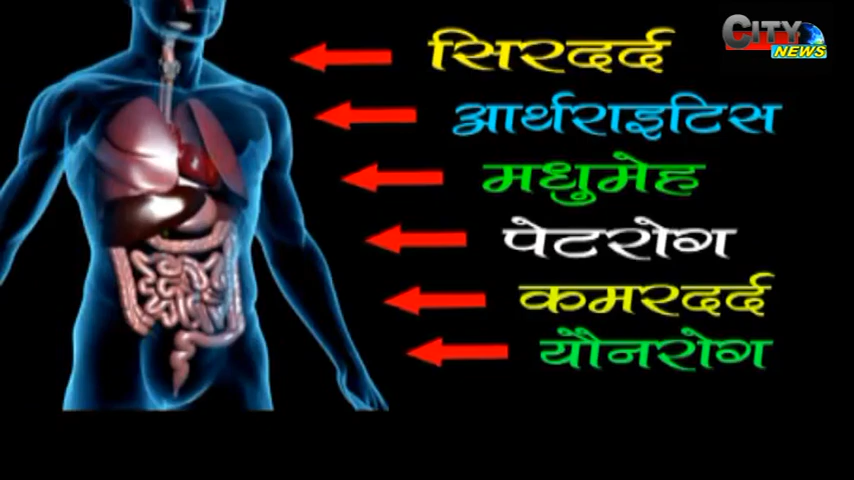 CITY
NEWS
सिरदर्द
आर्थराइटिस
मधुमेह
पेटरोग
कमरदर्द
यौनरोग